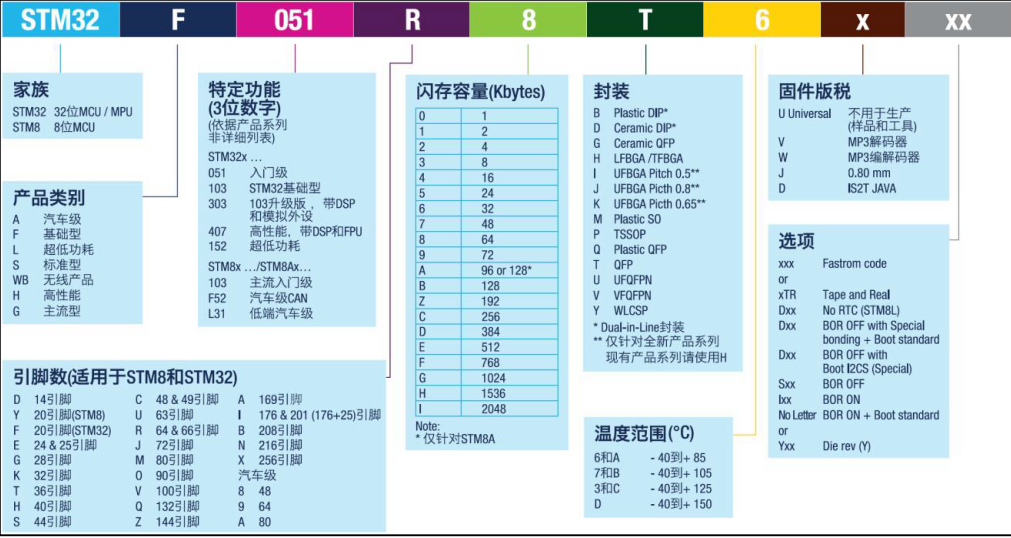 STM32 F 051 R 8 T 6 x xx
家族
STM32 32位MCU / MPU
STM8 8位MCU
产品类别
A 汽车级
F 基础型
L 超低功耗
S 标准型
WB 无线产品
H 高性能
G 主流型
特定功能
(3位数字)
(依据产品系列
非详细列表)
STM32x ...
051 入门级
103 STM32基础型
303 103升级版，带DSP
和模拟外设
407 高性能，带DSP和FPU
152 超低功耗
STM8x .../STM8Ax...
103 主流入门级
F52 汽车级CAN
L31 低端汽车级
引脚数(适用于STM8和STM32)
D 14引脚 C 48 & 49引脚 A 169引脚
Y 20引脚(STM8) U 63引脚 I 176 & 201 (176+25)引脚
F 20引脚(STM32) R 64 & 66引脚 B 208引脚
E 24 & 25引脚 J 72引脚 N 216引脚
G 28引脚 M 80引脚 X 256引脚
K 32引脚 O 90引脚 汽车级
T 36引脚 V 100引脚 8 48
H 40引脚 Q 132引脚 9 64
S 44引脚 Z 144引脚 A 80
闪存容量(Kbytes)
0 1
1 2
2 4
3 8
4 16
5 24
6 32
7 48
8 64
9 72
A 96 or 128*
B 128
Z 192
C 256
D 384
E 512
F 768
G 1024
H 1536
I 2048
Note:
* 仅针对STM8A
封装
B Plastic DIP*
D Ceramic DIP*
G Ceramic QFP
H LFBGA /TFBGA
I UFBGA Pitch 0.5**
J UFBGA Picth 0.8**
K UFBGA Picth 0.65**
M Plastic SO
P TSSOP
Q Plastic QFP
T QFP
U UFQFPN
V VFQFPN
Y WLCSP
* Dual-in-Line封装
** 仅针对全新产品系列
现有产品系列请使用H
温度范围(°C)
6和A - 40到+ 85
7和B - 40到+ 105
3和C - 40到+ 125
D - 40到+ 150
固件版税
U Universal 不用于生产
(样品和工具)
V MP3解码器
W MP3编解码器
J 0.80 mm
D IS2T JAVA
选项
xxx Fastrom code
or
xTR Tape and Real
Dxx No RTC (STM8L)
Dxx BOR OFF with Special
bonding + Boot standard
Dxx BOR OFF with
Boot I2CS (Special)
Sxx BOR OFF
Ixx BOR ON
No Letter BOR ON + Boot standard
or
Yxx Die rev (Y)